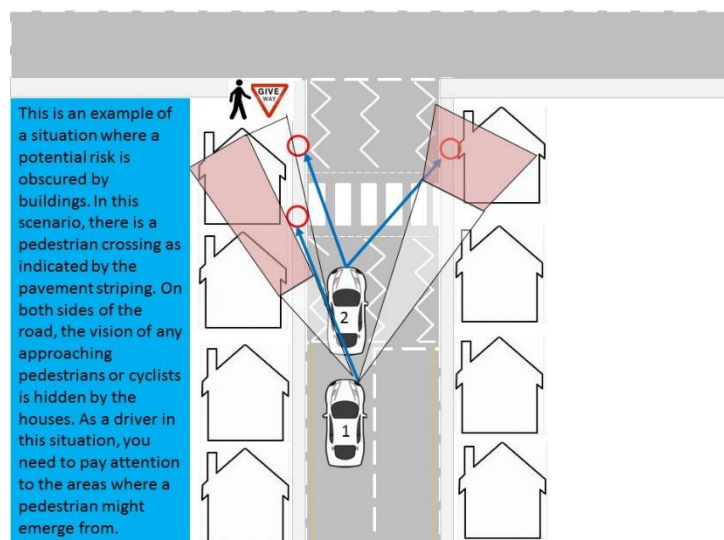 GIVE
WAY
This is an example of
a situation where a
potential risk is
obscured by
buildings. In this
scenario, there is a
pedestrian crossing as
indicated by the
pavement striping. On
both sides of the
road, the vision of any
approaching
pedestrians or cyclists
is hidden by the
houses. As a driver in
this situation, you
need to pay attention
to the areas where a
pedestrian might
emerge from.
2
1